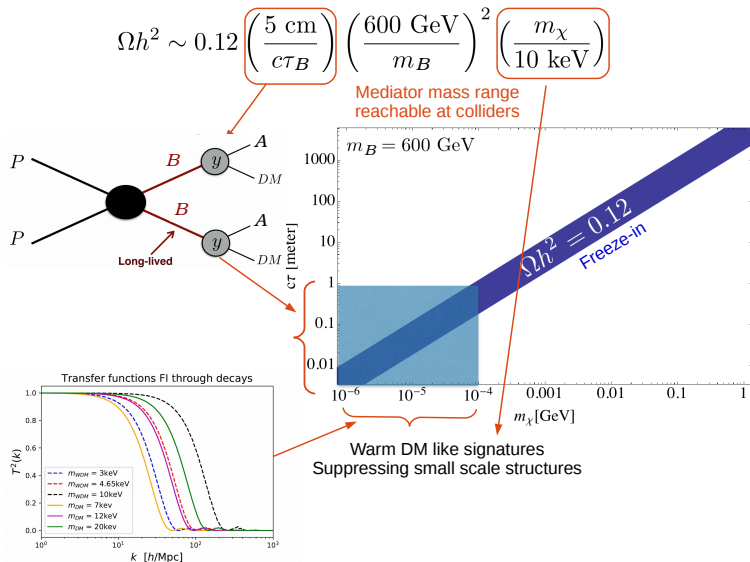 Ωh² ∼ 0.12 (5 cm / cτ_B) (600 GeV / m_B)² (m_χ / 10 keV)
Mediator mass range
reachable at colliders
P
P
B
B
y
y
A
DM
A
DM
Long-lived
m_B = 600 GeV
Ωh² = 0.12
Freeze-in
cτ [meter]
1000
100
10
1
0.1
0.01
10⁻⁶
10⁻⁵
10⁻⁴
0.001
0.01
0.1
1
m_χ[GeV]
Warm DM like signatures
Suppressing small scale structures
Transfer functions FI through decays
T²(k)
1.0
0.8
0.6
0.4
0.2
0.0
m_WDM = 3keV
m_WDM = 4.65keV
m_WDM = 10keV
m_DM = 7keV
m_DM = 12keV
m_DM = 20kev
10⁰
10¹
10²
10³
k [h/Mpc]